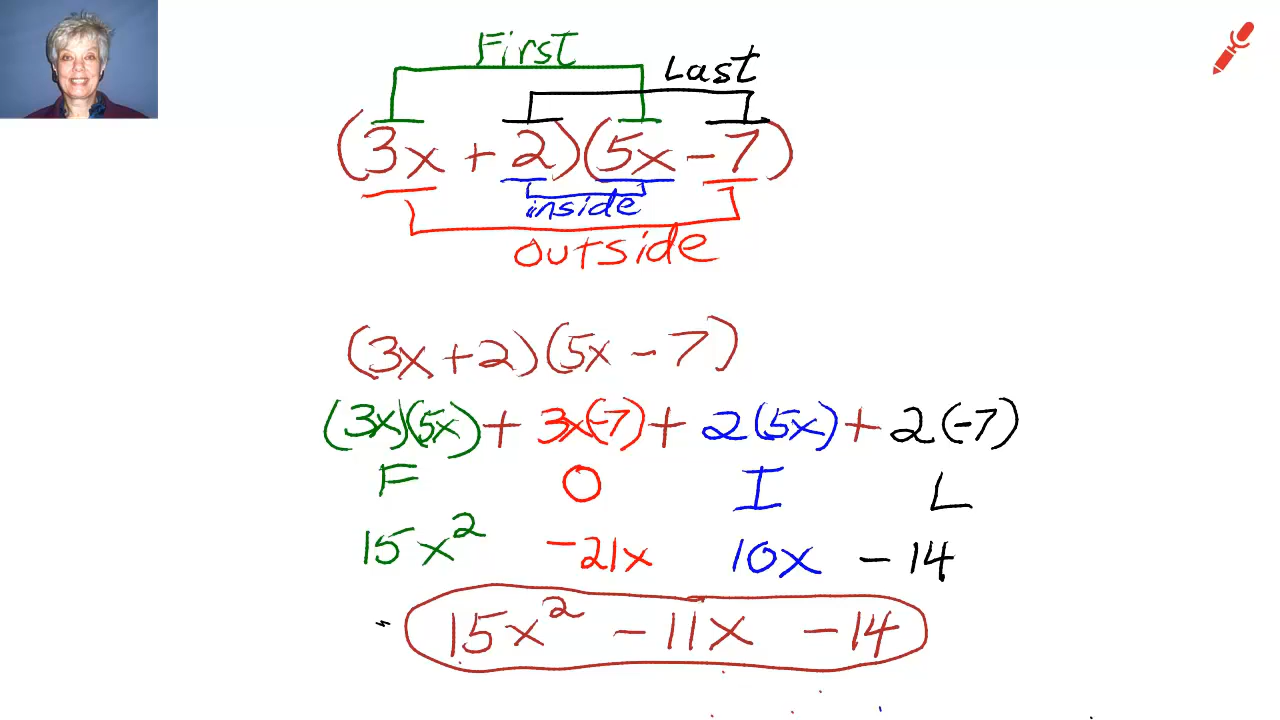 First
Last
(3x + 2)(5x - 7)
inside
outside
(3x + 2)(5x - 7)
(3x)(5x) + 3x(-7) + 2(5x) + 2(-7)
F O I L
15x² -21x 10x - 14
15x² - 11x - 14